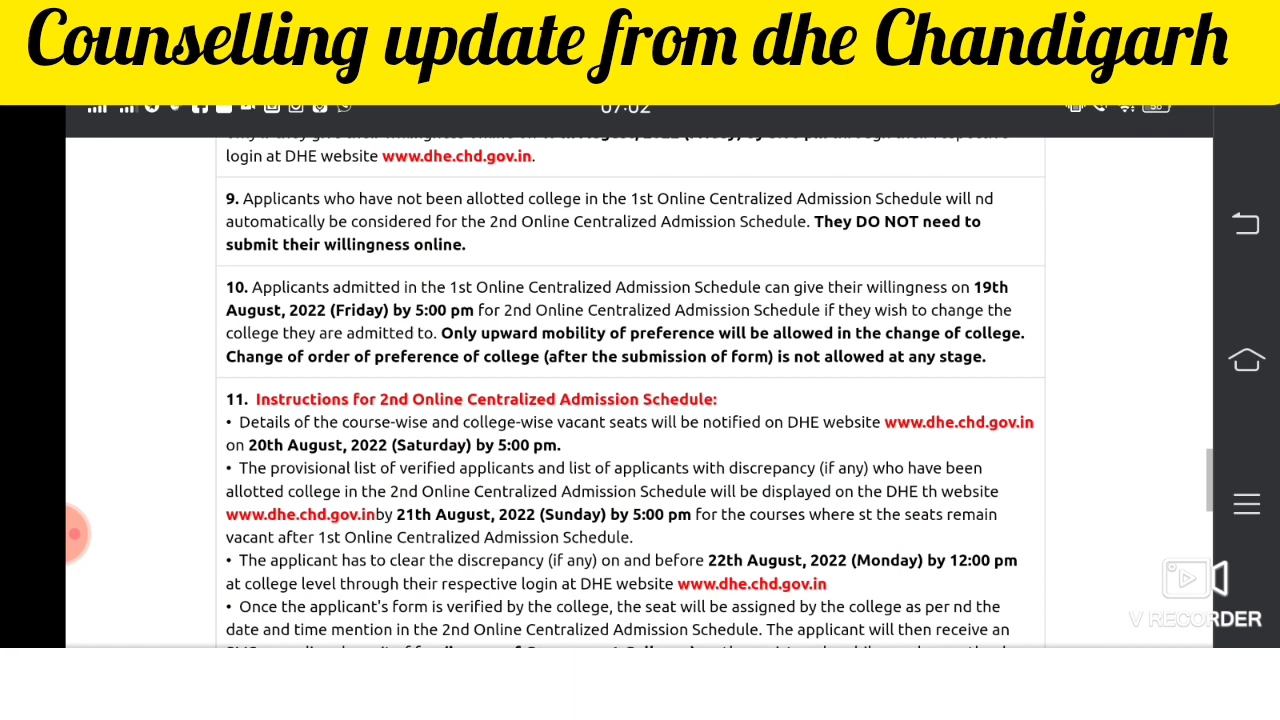 Counselling update from dhe Chandigarh
07:02
login at DHE website www.dhe.chd.gov.in.
9. Applicants who have not been allotted college in the 1st Online Centralized Admission Schedule will nd
automatically be considered for the 2nd Online Centralized Admission Schedule. They DO NOT need to
submit their willingness online.
10. Applicants admitted in the 1st Online Centralized Admission Schedule can give their willingness on 19th
August, 2022 (Friday) by 5:00 pm for 2nd Online Centralized Admission Schedule if they wish to change the
college they are admitted to. Only upward mobility of preference will be allowed in the change of college.
Change of order of preference of college (after the submission of form) is not allowed at any stage.
11. Instructions for 2nd Online Centralized Admission Schedule:
• Details of the course-wise and college-wise vacant seats will be notified on DHE website www.dhe.chd.gov.in
on 20th August, 2022 (Saturday) by 5:00 pm.
• The provisional list of verified applicants and list of applicants with discrepancy (if any) who have been
allotted college in the 2nd Online Centralized Admission Schedule will be displayed on the DHE th website
www.dhe.chd.gov.inby 21th August, 2022 (Sunday) by 5:00 pm for the courses where st the seats remain
vacant after 1st Online Centralized Admission Schedule.
• The applicant has to clear the discrepancy (if any) on and before 22th August, 2022 (Monday) by 12:00 pm
at college level through their respective login at DHE website www.dhe.chd.gov.in
• Once the applicant's form is verified by the college, the seat will be assigned by the college as per nd the
date and time mention in the 2nd Online Centralized Admission Schedule. The applicant will then receive an
V RECORDER